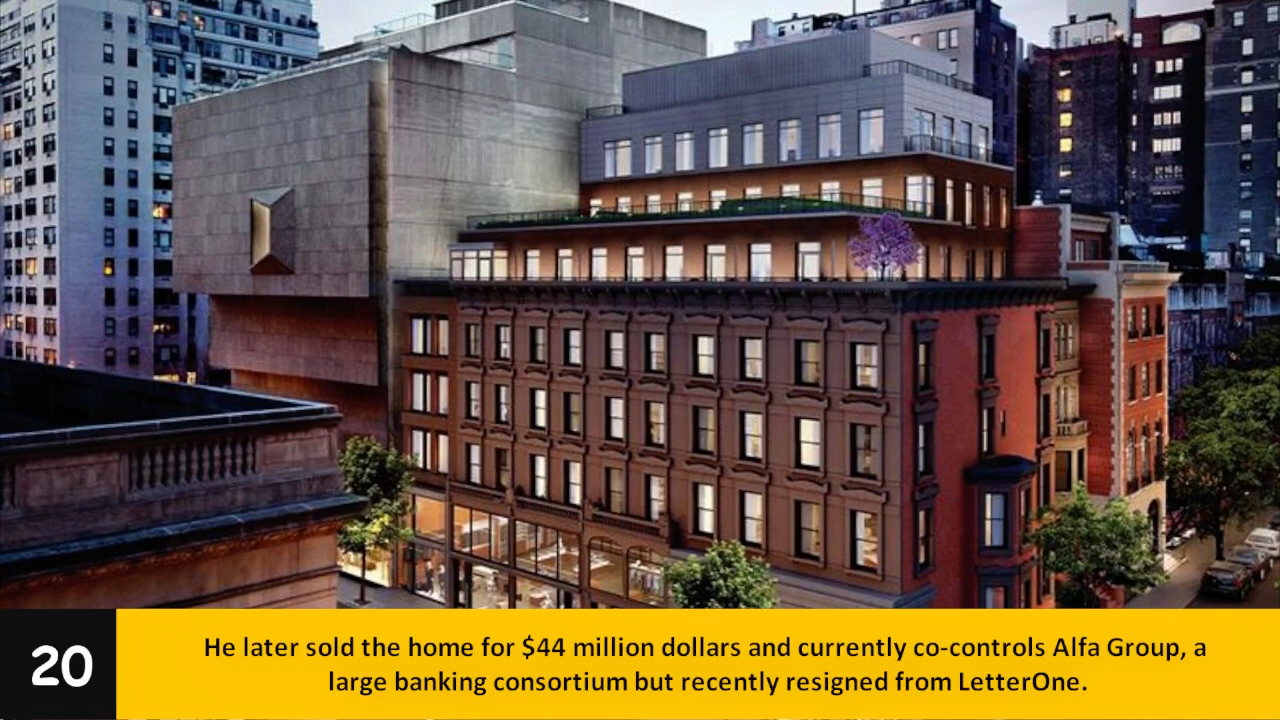 20
He later sold the home for $44 million dollars and currently co-controls Alfa Group, a
large banking consortium but recently resigned from LetterOne.